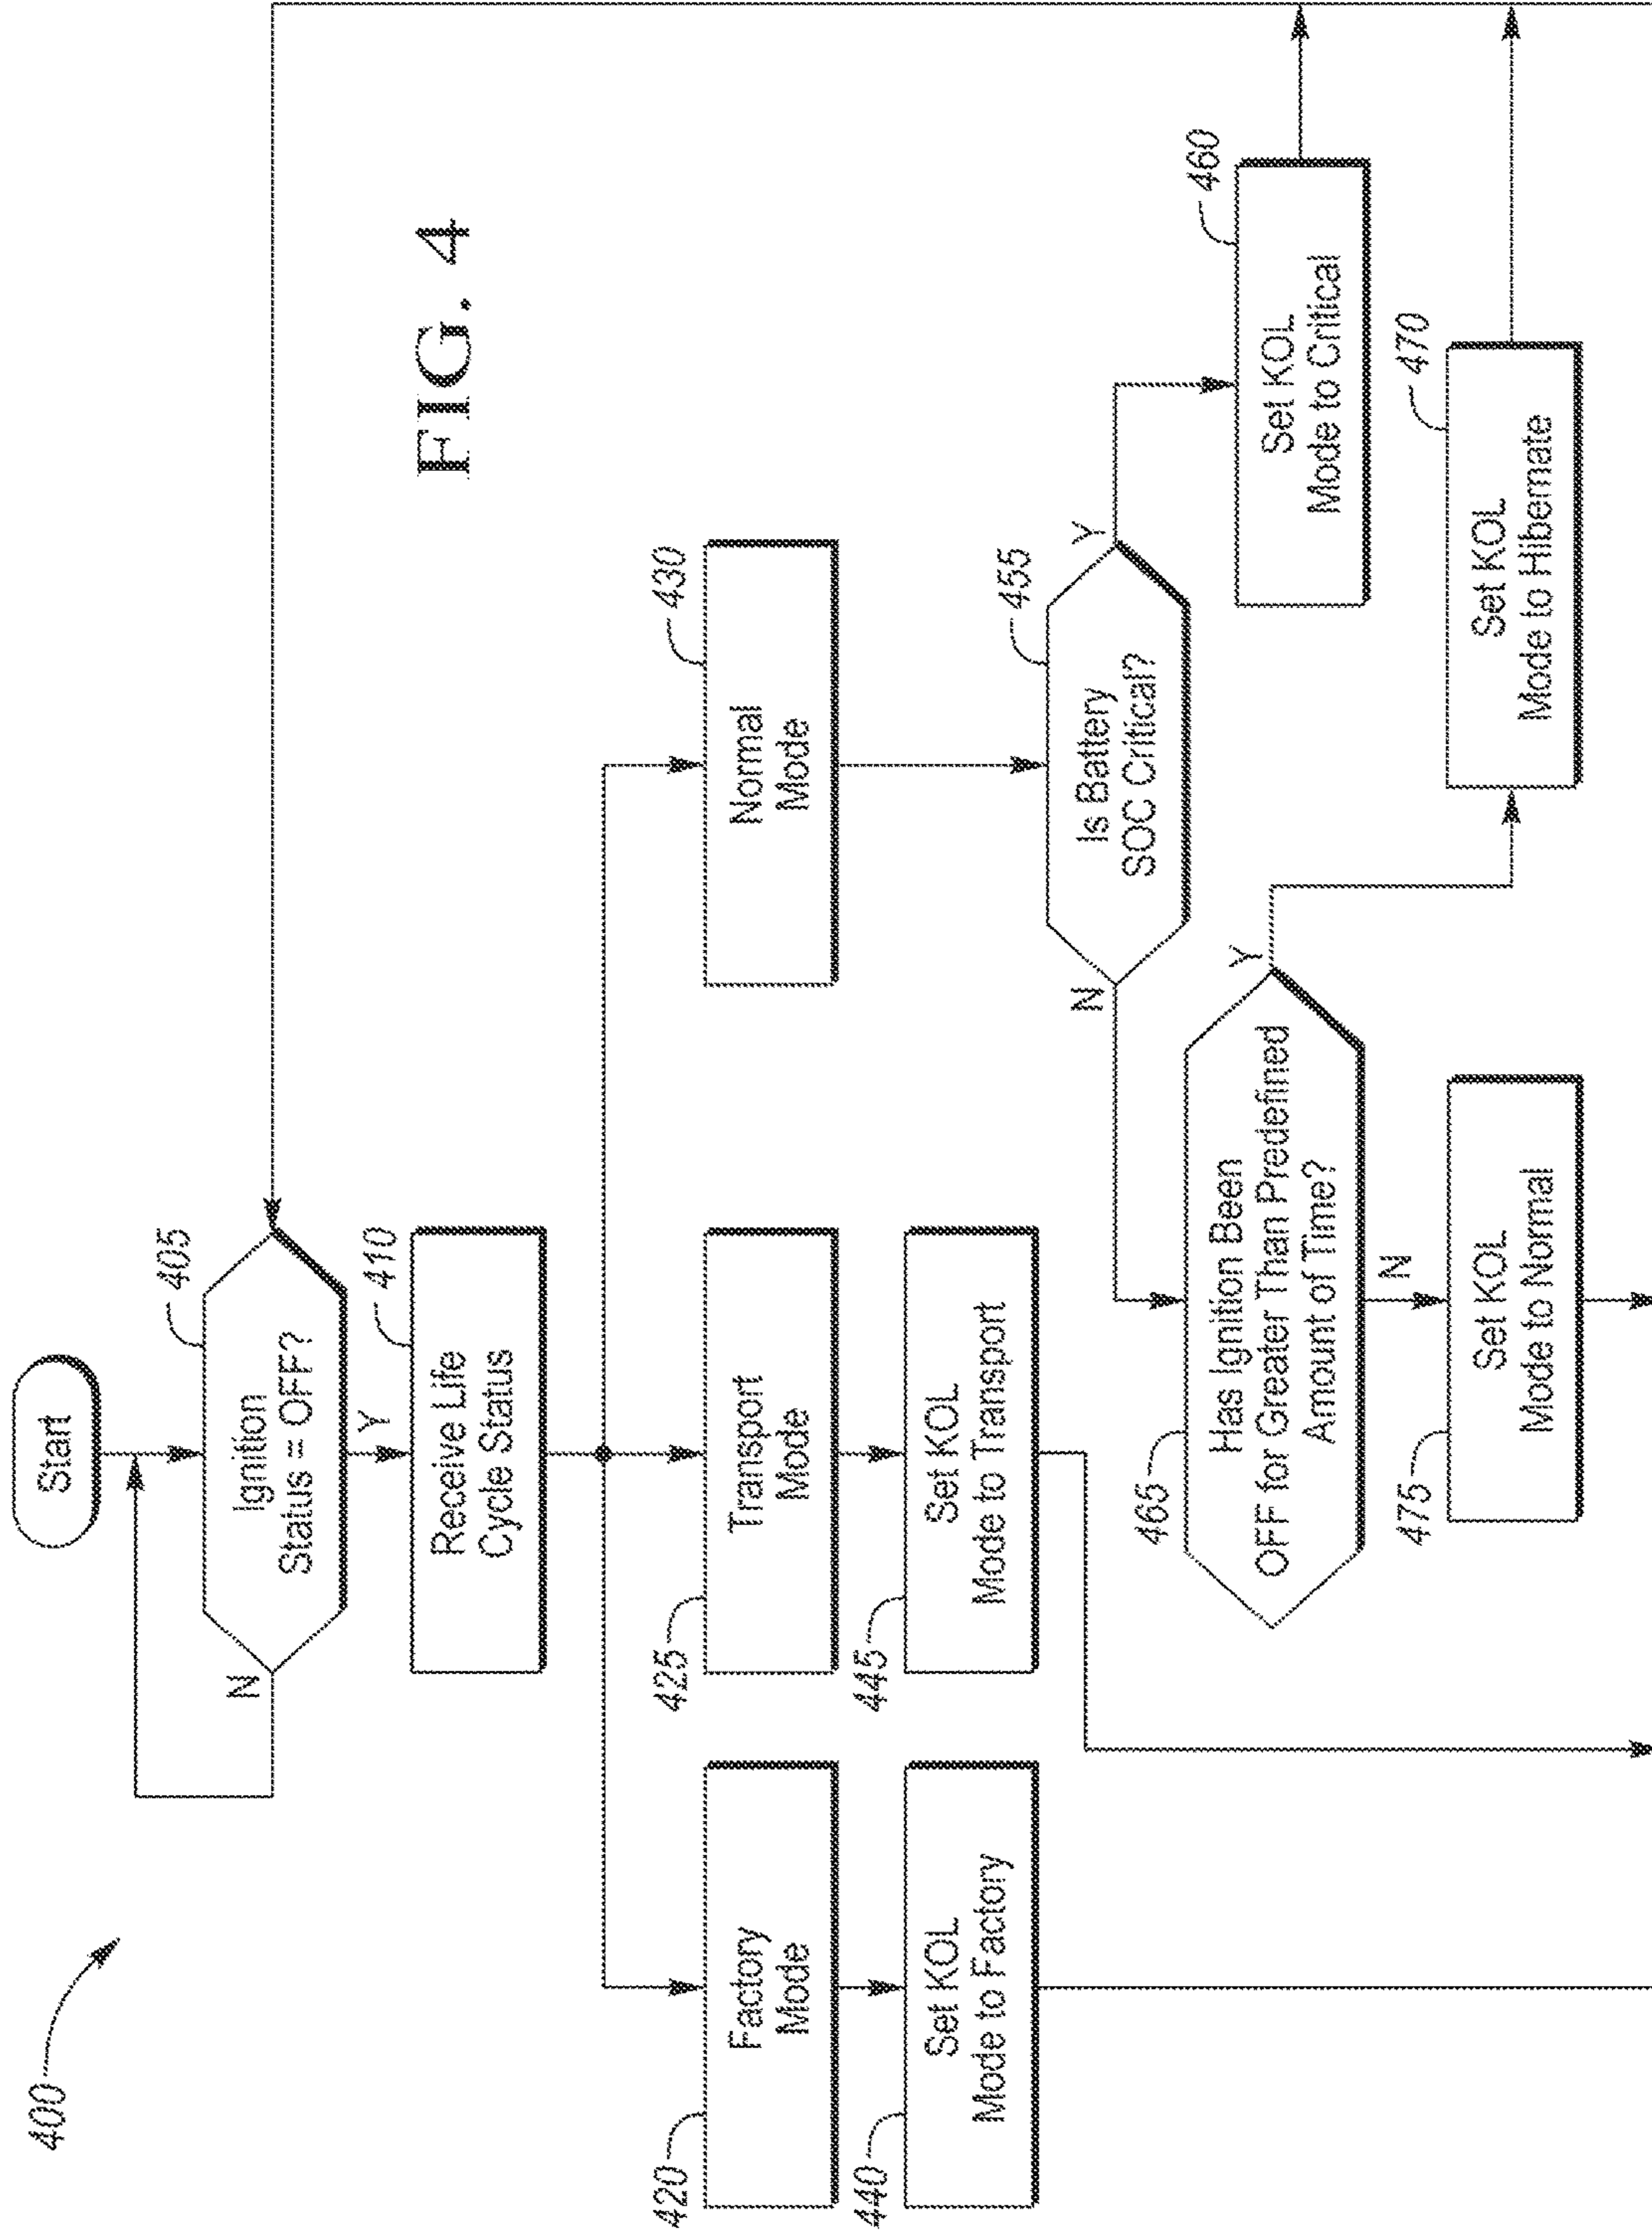 400
FIG. 4
Start
405
Ignition
Status = OFF?
N
Y
410
Receive Life
Cycle Status
420
Factory
Mode
425
Transport
Mode
430
Normal
Mode
440
Set KOL
Mode to Factory
445
Set KOL
Mode to Transport
455
Is Battery
SOC Critical?
N
Y
460
Set KOL
Mode to Critical
465
Has Ignition Been
OFF for Greater Than Predefined
Amount of Time?
Y
N
470
Set KOL
Mode to Hibernate
475
Set KOL
Mode to Normal